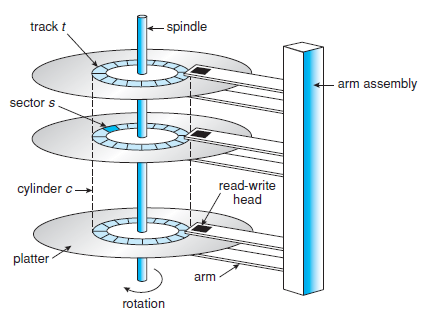 track t
spindle
arm assembly
sector s
cylinder c
read-write
head
platter
arm
rotation